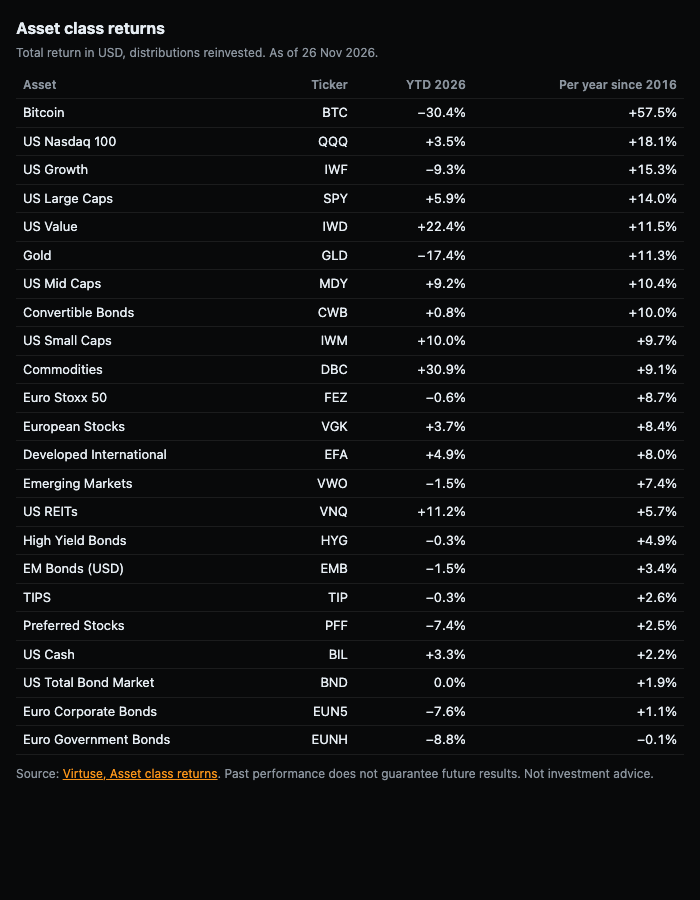 Asset class returns
Total return in USD, distributions reinvested. As of 26 Nov 2026.
Asset Ticker YTD 2026 Per year since 2016
Bitcoin BTC −30.4% +57.5%
US Nasdaq 100 QQQ +3.5% +18.1%
US Growth IWF −9.3% +15.3%
US Large Caps SPY +5.9% +14.0%
US Value IWD +22.4% +11.5%
Gold GLD −17.4% +11.3%
US Mid Caps MDY +9.2% +10.4%
Convertible Bonds CWB +0.8% +10.0%
US Small Caps IWM +10.0% +9.7%
Commodities DBC +30.9% +9.1%
Euro Stoxx 50 FEZ −0.6% +8.7%
European Stocks VGK +3.7% +8.4%
Developed International EFA +4.9% +8.0%
Emerging Markets VWO −1.5% +7.4%
US REITs VNQ +11.2% +5.7%
High Yield Bonds HYG −0.3% +4.9%
EM Bonds (USD) EMB −1.5% +3.4%
TIPS TIP −0.3% +2.6%
Preferred Stocks PFF −7.4% +2.5%
US Cash BIL +3.3% +2.2%
US Total Bond Market BND 0.0% +1.9%
Euro Corporate Bonds EUN5 −7.6% +1.1%
Euro Government Bonds EUNH −8.8% −0.1%
Source: Virtuse, Asset class returns. Past performance does not guarantee future results. Not investment advice.